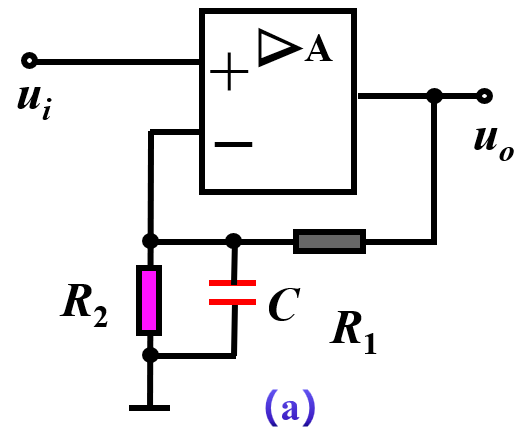 + ▷A
u_i
−
u_o
R_2
C
R_1
(a)